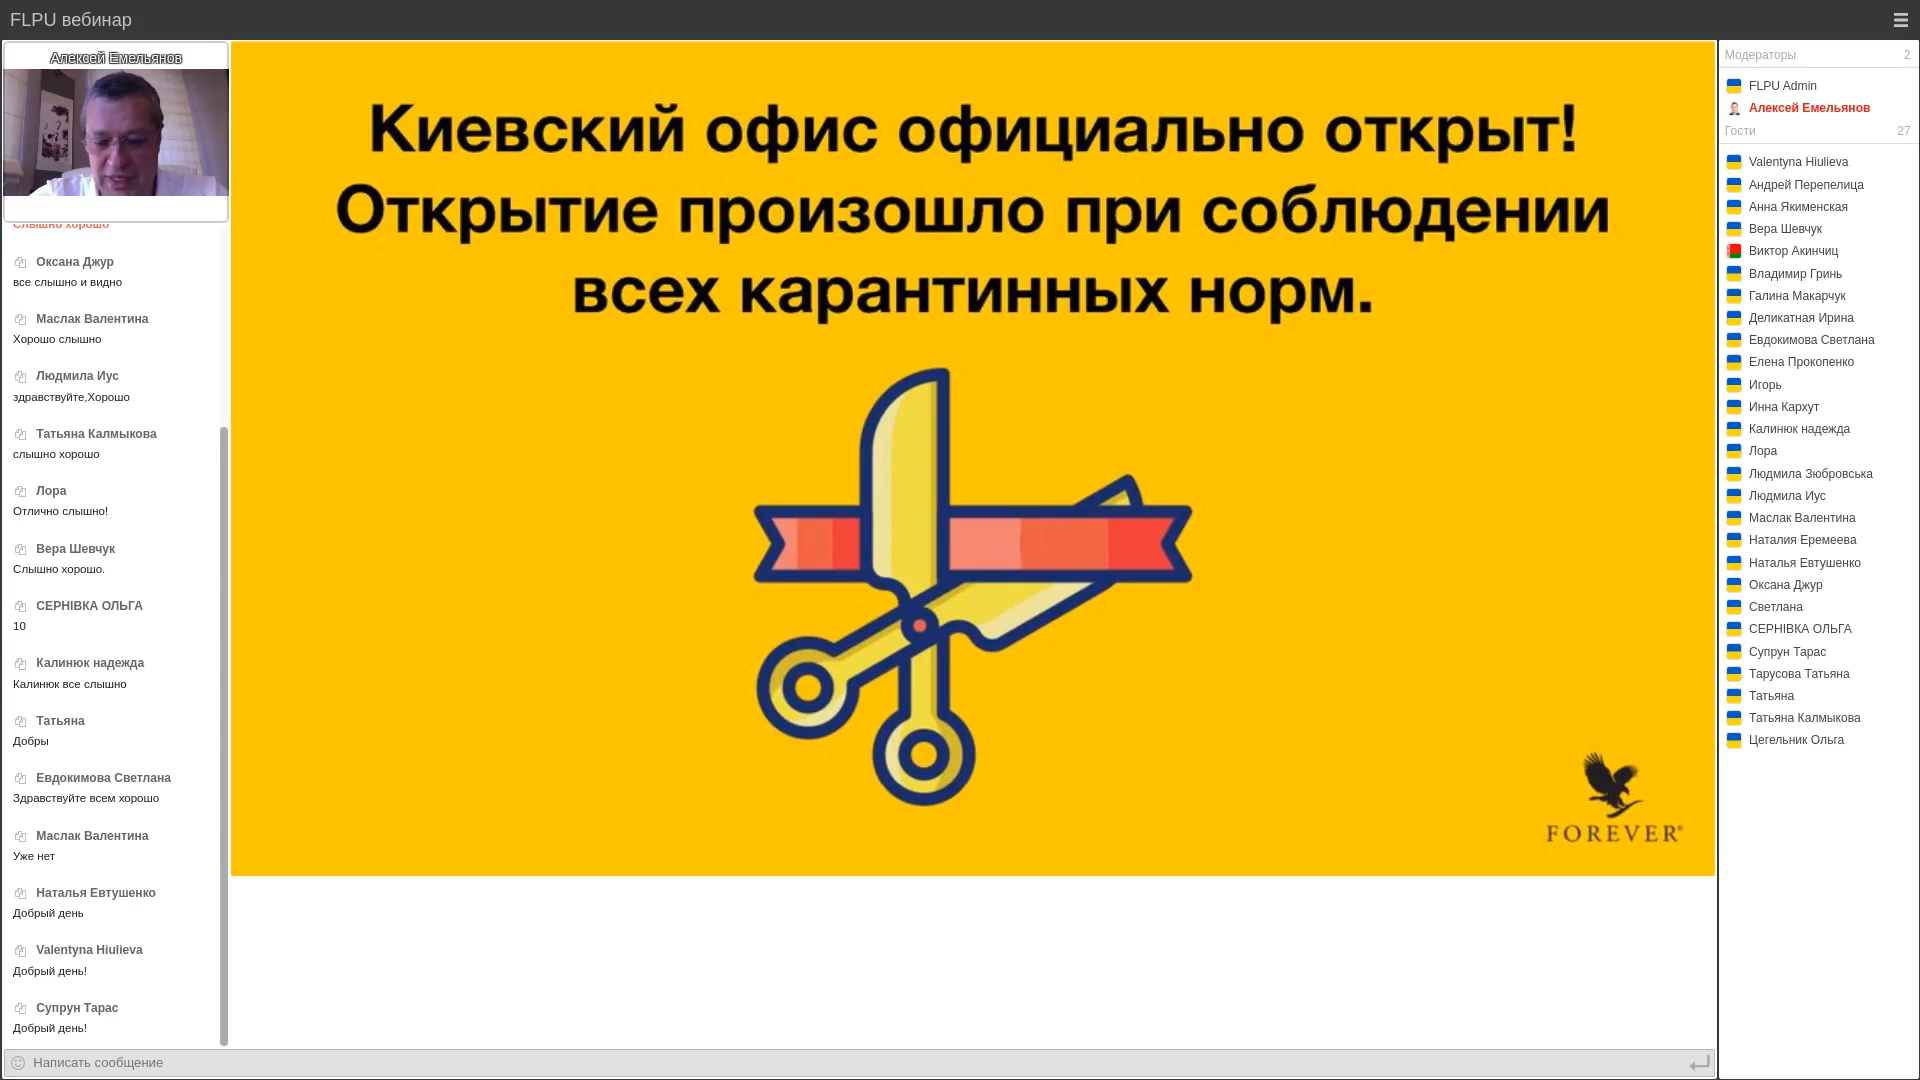 FLPU вебинар
Алексей Емельянов
Слышно хорошо
Оксана Джур
все слышно и видно
Маслак Валентина
Хорошо слышно
Людмила Иус
здравствуйте,Хорошо
Татьяна Калмыкова
слышно хорошо
Лора
Отлично слышно!
Вера Шевчук
Слышно хорошо.
СЕРНІВКА ОЛЬГА
10
Калинюк надежда
Калинюк все слышно
Татьяна
Добры
Евдокимова Светлана
Здравствуйте всем хорошо
Маслак Валентина
Уже нет
Наталья Евтушенко
Добрый день
Valentyna Hiulieva
Добрый день!
Супрун Тарас
Добрый день!
Написать сообщение
Киевский офис официально открыт!
Открытие произошло при соблюдении
всех карантинных норм.
FOREVER®
Модераторы 2
FLPU Admin
Алексей Емельянов
Гости 27
Valentyna Hiulieva
Андрей Перепелица
Анна Якименская
Вера Шевчук
Виктор Акинчиц
Владимир Гринь
Галина Макарчук
Деликатная Ирина
Евдокимова Светлана
Елена Прокопенко
Игорь
Инна Кархут
Калинюк надежда
Лора
Людмила Зюбровська
Людмила Иус
Маслак Валентина
Наталия Еремеева
Наталья Евтушенко
Оксана Джур
Светлана
СЕРНІВКА ОЛЬГА
Супрун Тарас
Тарусова Татьяна
Татьяна
Татьяна Калмыкова
Цегельник Ольга